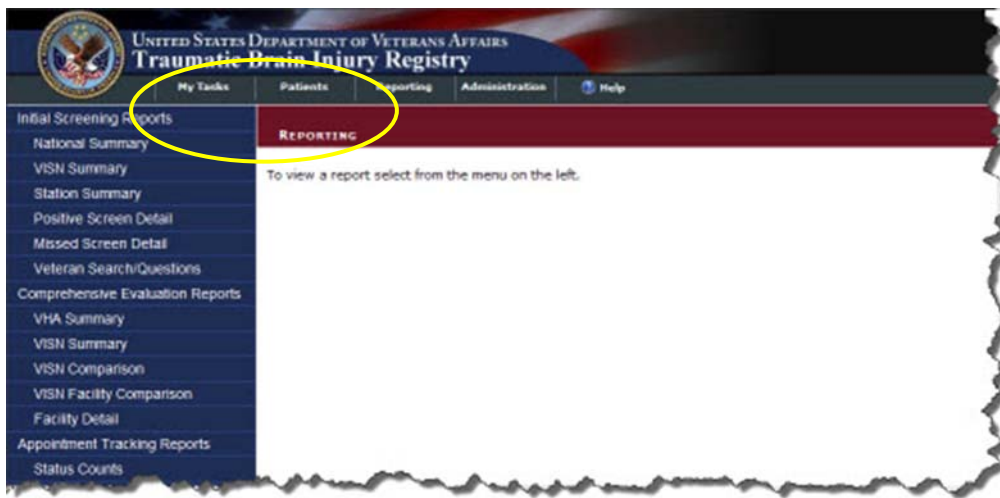 UNITED STATES DEPARTMENT OF VETERANS AFFAIRS
Traumatic Brain Injury Registry
My Tasks Patients Reporting Administration ? Help
Initial Screening Reports
National Summary
VISN Summary
Station Summary
Positive Screen Detail
Missed Screen Detail
Veteran Search/Questions
Comprehensive Evaluation Reports
VHA Summary
VISN Summary
VISN Comparison
VISN Facility Comparison
Facility Detail
Appointment Tracking Reports
Status Counts
REPORTING
To view a report select from the menu on the left.